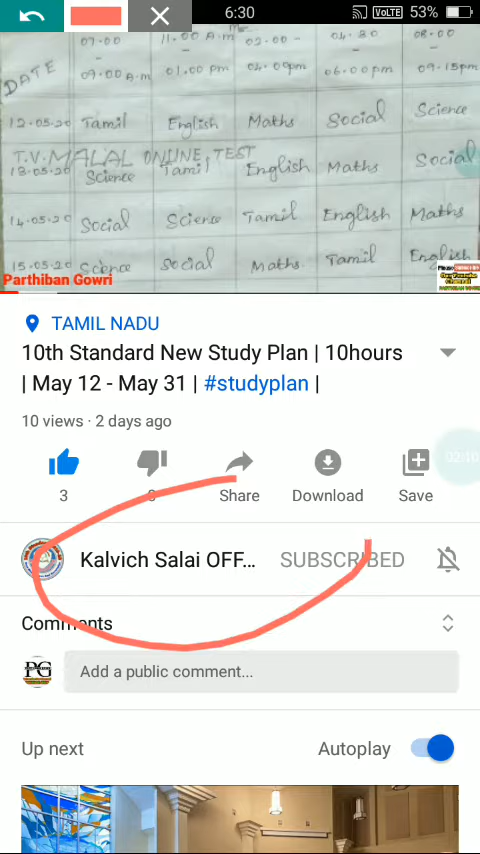 6:30 VoLTE 53%
07.00 11.00 A.m 02.00 - 04.30 08.00
DATE
09.00 A.m 01.00 pm 04.00pm 06.00pm 09.15pm
12.05.20 Tamil English Maths Social Science
T.V.MALAI ONLINE TEST
13.05.20 Science Tamil English Maths Social
14.05.20 Social Science Tamil English Maths
15.05.20 Science Social Maths Tamil English
Parthiban Gowri
TAMIL NADU
10th Standard New Study Plan | 10hours
| May 12 - May 31 | #studyplan |
10 views · 2 days ago
02:10
3 Share Download Save
Kalvich Salai OFF... SUBSCRIBED
Comments
PG Add a public comment...
Up next Autoplay